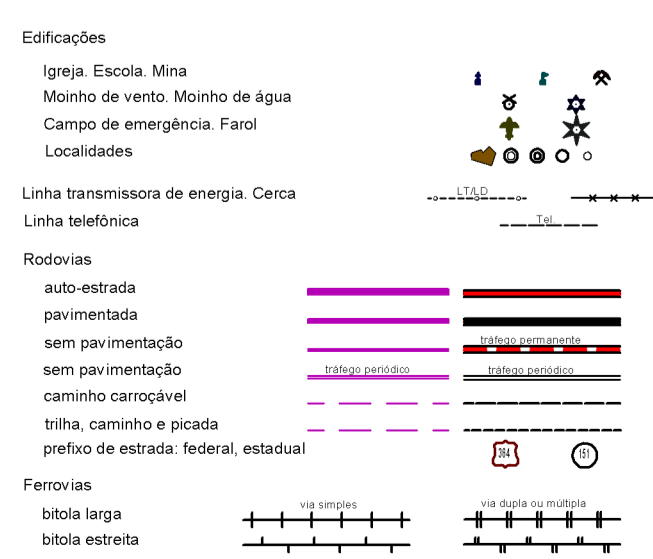 Edificações
Igreja. Escola. Mina
Moinho de vento. Moinho de água
Campo de emergência. Farol
Localidades
Linha transmissora de energia. Cerca LT/LD
Linha telefônica Tel.
Rodovias
auto-estrada
pavimentada
sem pavimentação tráfego permanente
sem pavimentação tráfego periódico tráfego periódico
caminho carroçável
trilha, caminho e picada
prefixo de estrada: federal, estadual 364 151
Ferrovias
bitola larga via simples via dupla ou múltipla
bitola estreita